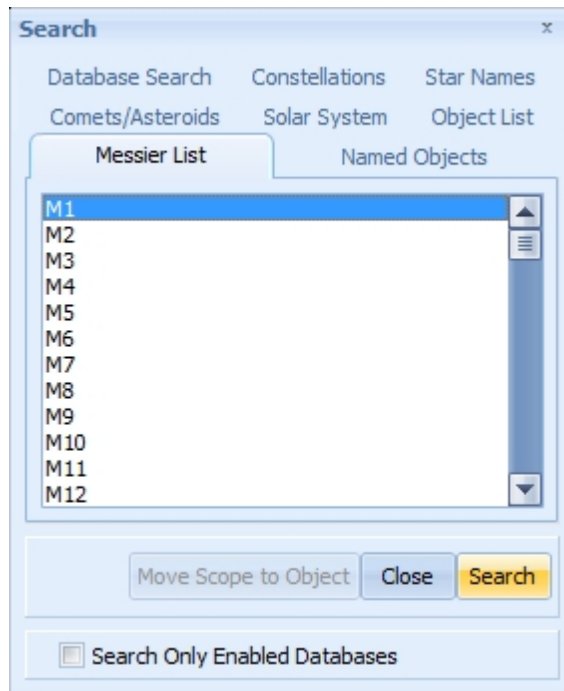 Search x
Database Search Constellations Star Names
Comets/Asteroids Solar System Object List
Messier List Named Objects
M1
M2
M3
M4
M5
M6
M7
M8
M9
M10
M11
M12
Move Scope to Object Close Search
Search Only Enabled Databases